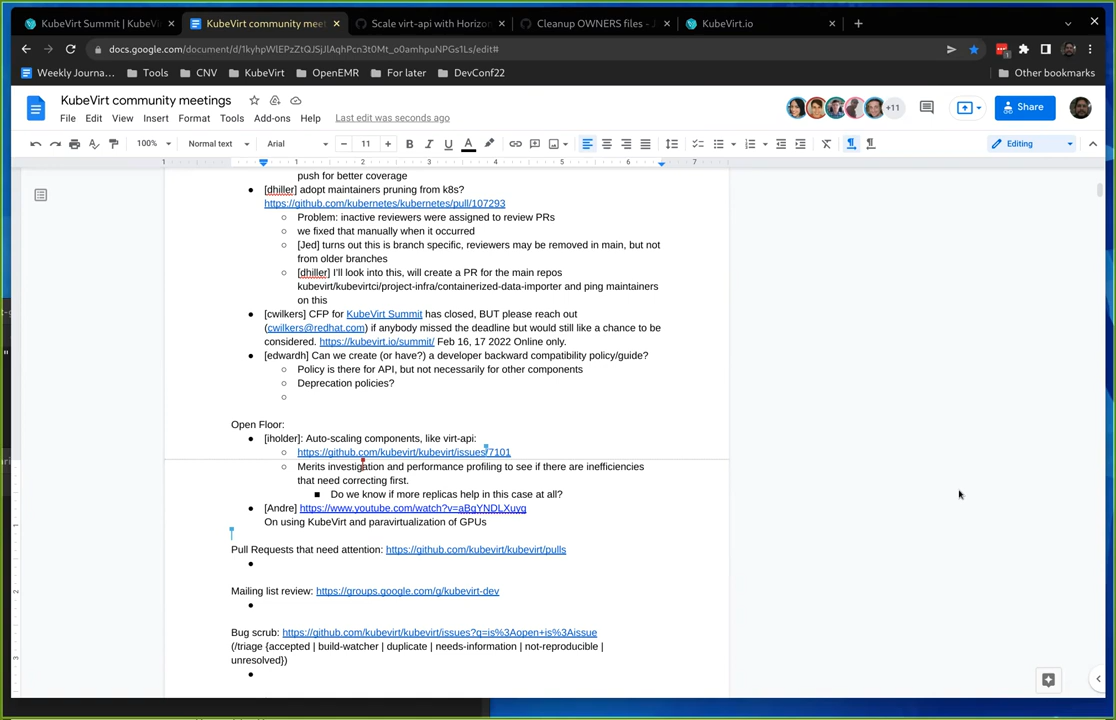 KubeVirt Summit | KubeV
KubeVirt community mee
Scale virt-api with Horizon
Cleanup OWNERS files - J
KubeVirt.io
docs.google.com/document/d/1kyhpWlEPzZtQJSjlAqhPcn3t0Mt_o0amhpuNPGs1Ls/edit#
Weekly Journa...
Tools
CNV
KubeVirt
OpenEMR
For later
DevConf22
Other bookmarks
KubeVirt community meetings
File Edit View Insert Format Tools Add-ons Help Last edit was seconds ago
+11
Share
100% Normal text Arial 11 Editing
push for better coverage
[dhiller] adopt maintainers pruning from k8s?
https://github.com/kubernetes/kubernetes/pull/107293
Problem: inactive reviewers were assigned to review PRs
we fixed that manually when it occurred
[Jed] turns out this is branch specific, reviewers may be removed in main, but not
from older branches
[dhiller] I'll look into this, will create a PR for the main repos
kubevirt/kubevirtci/project-infra/containerized-data-importer and ping maintainers
on this
[cwilkers] CFP for KubeVirt Summit has closed, BUT please reach out
(cwilkers@redhat.com) if anybody missed the deadline but would still like a chance to be
considered. https://kubevirt.io/summit/ Feb 16, 17 2022 Online only.
[edwardh] Can we create (or have?) a developer backward compatibility policy/guide?
Policy is there for API, but not necessarily for other components
Deprecation policies?
Open Floor:
[iholder]: Auto-scaling components, like virt-api:
https://github.com/kubevirt/kubevirt/issues/7101
Merits investigation and performance profiling to see if there are inefficiencies
that need correcting first.
Do we know if more replicas help in this case at all?
[Andre] https://www.youtube.com/watch?v=aBgYNDLXuvg
On using KubeVirt and paravirtualization of GPUs
Pull Requests that need attention: https://github.com/kubevirt/kubevirt/pulls
Mailing list review: https://groups.google.com/g/kubevirt-dev
Bug scrub: https://github.com/kubevirt/kubevirt/issues?q=is%3Aopen+is%3Aissue
(/triage {accepted | build-watcher | duplicate | needs-information | not-reproducible |
unresolved})